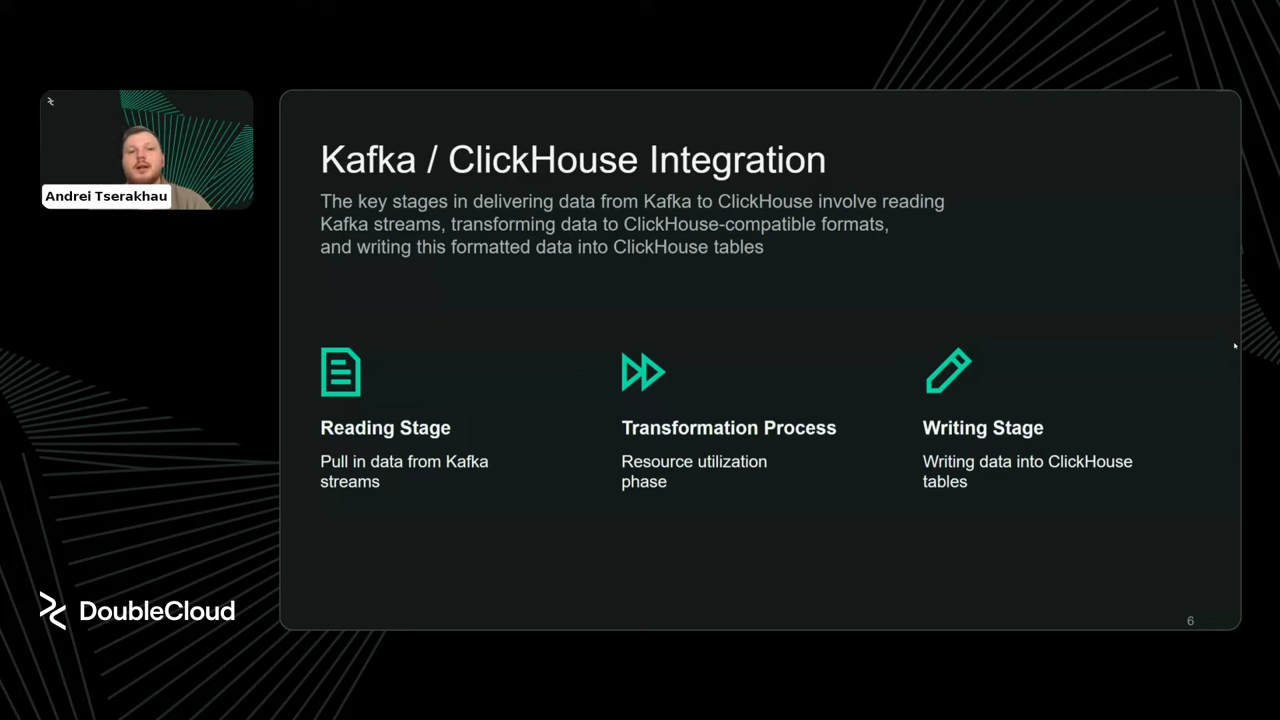 Andrei Tserakhau
Kafka / ClickHouse Integration
The key stages in delivering data from Kafka to ClickHouse involve reading
Kafka streams, transforming data to ClickHouse-compatible formats,
and writing this formatted data into ClickHouse tables
Reading Stage
Pull in data from Kafka
streams
Transformation Process
Resource utilization
phase
Writing Stage
Writing data into ClickHouse
tables
DoubleCloud
6